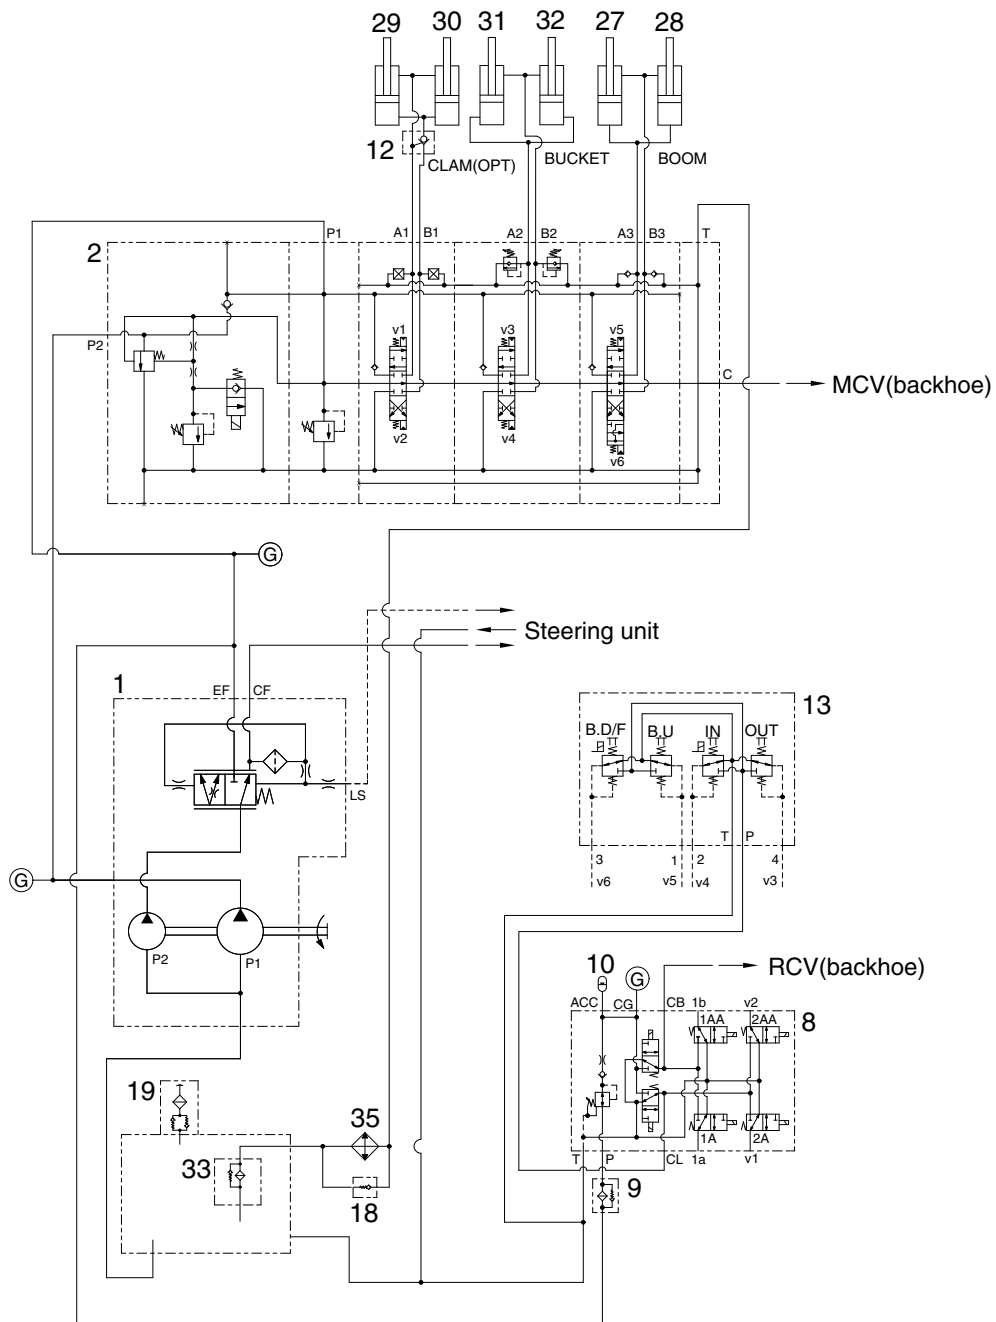 29 30 31 32 27 28
12
CLAM(OPT) BUCKET BOOM
2
P1 A1 B1 A2 B2 A3 B3 T
P2
v1 v3 v5
C
MCV(backhoe)
v2 v4 v6
G
Steering unit
1
EF CF
LS
13
B.D/F B.U IN OUT
T P
3 1 2 4
v6 v5 v4 v3
G
P2 P1
10
G
RCV(backhoe)
ACC CG CB 1b v2
8
1AA 2AA
1A 2A
T P CL 1a v1
9
19
35
33
18